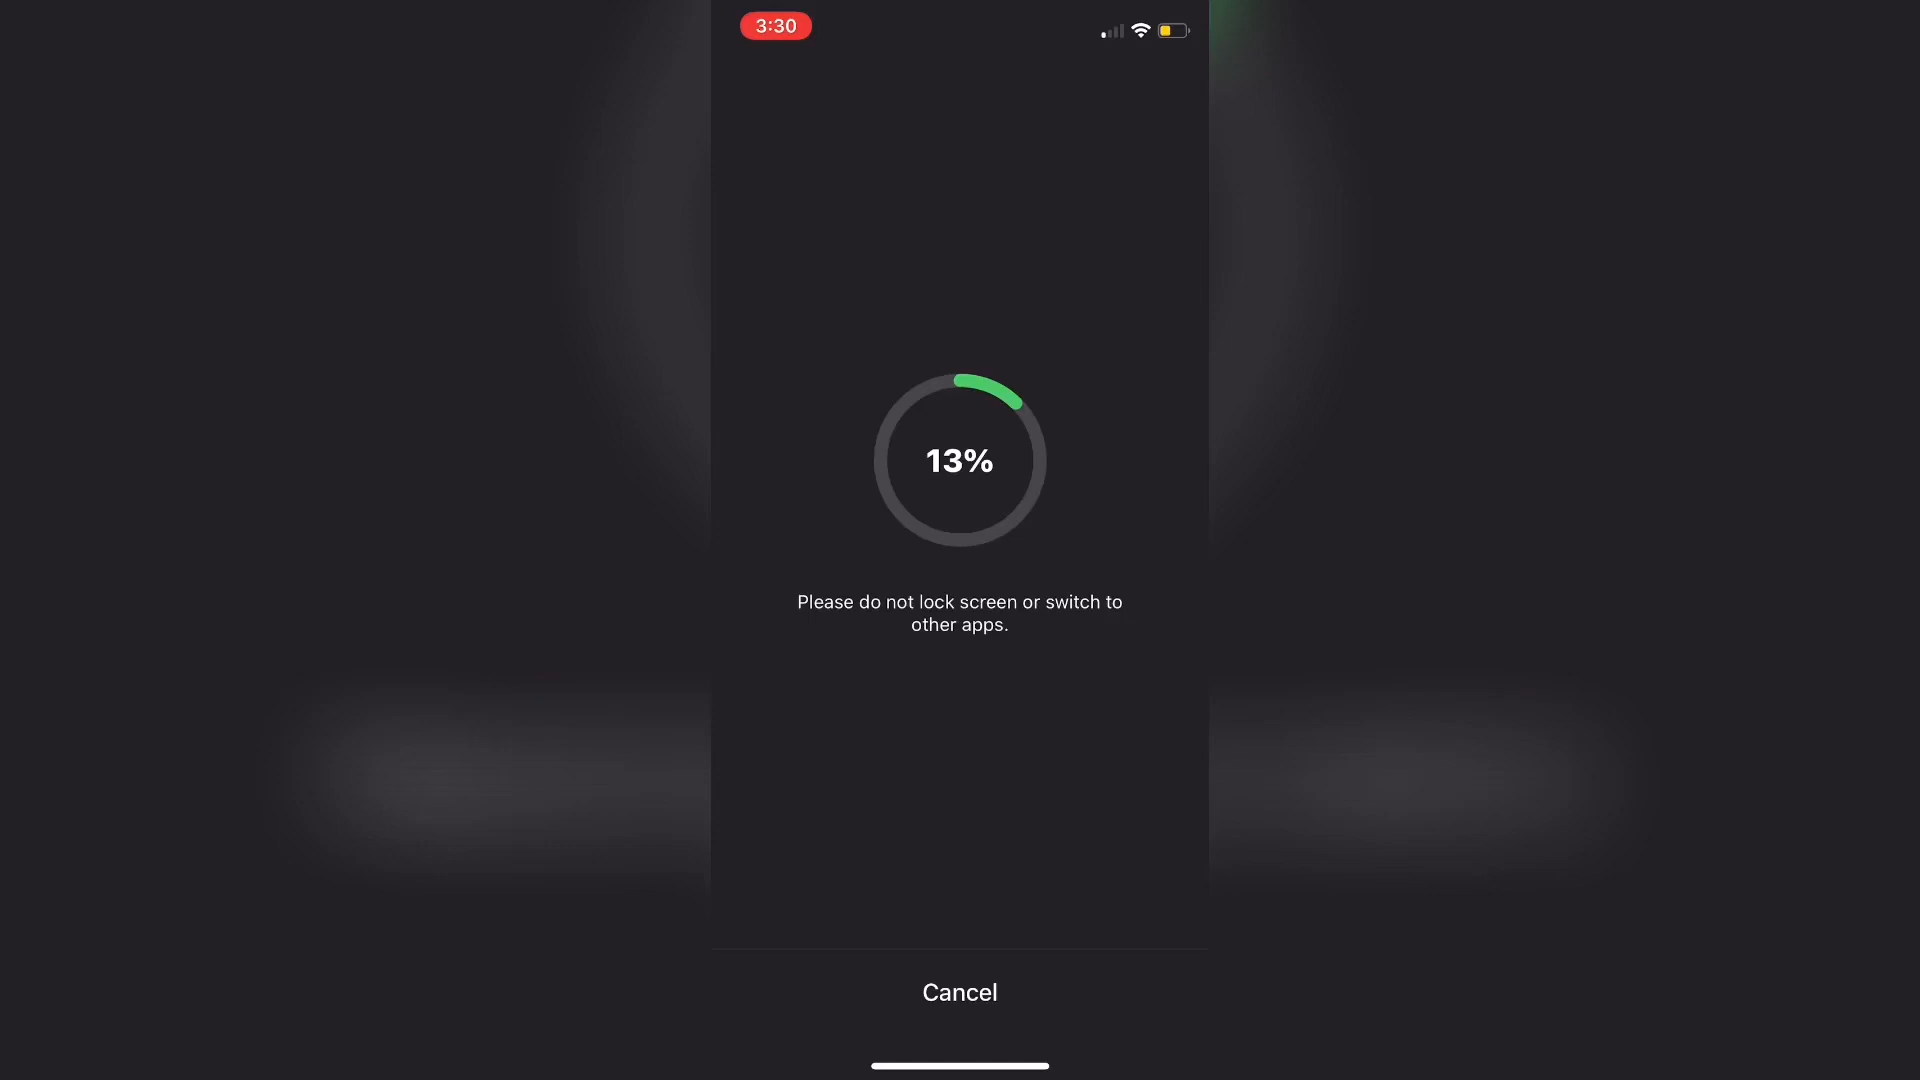 3:30
13%
Please do not lock screen or switch to
other apps.
Cancel